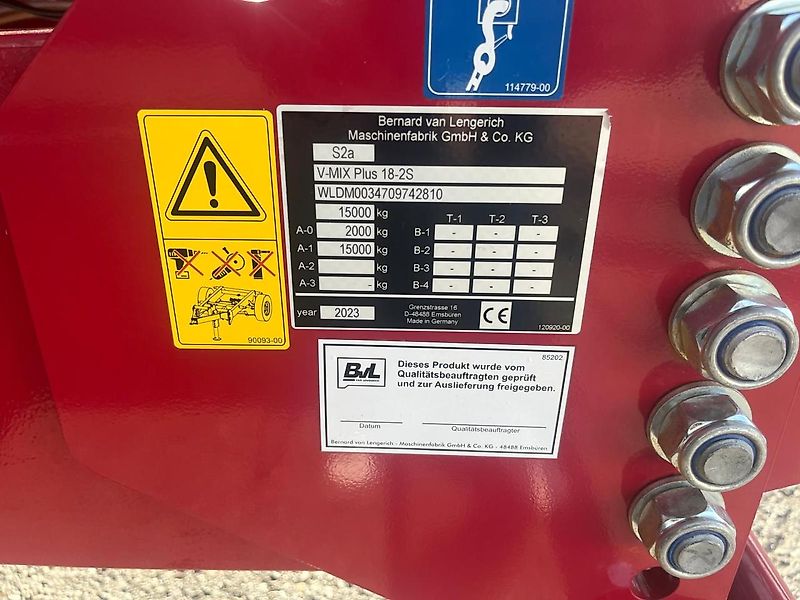 114779-00
Bernard van Lengerich
Maschinenfabrik GmbH & Co. KG
S2a
V-MIX Plus 18-2S
WLDM0034709742810
15000 kg
T-1 T-2 T-3
A-0 2000 kg B-1 - - -
A-1 15000 kg B-2 - - -
A-2 - kg B-3 - - -
A-3 - kg B-4 - - -
year 2023
Grenzstrasse 16
D-48488 Emsbüren
Made in Germany
CE
120920-00
90093-00
85202
BvL
VAN LENGERICH
Dieses Produkt wurde vom
Qualitätsbeauftragten geprüft
und zur Auslieferung freigegeben.
Datum Qualitätsbeauftragter
Bernard van Lengerich - Maschinenfabrik GmbH & Co. KG - 48488 Emsbüren